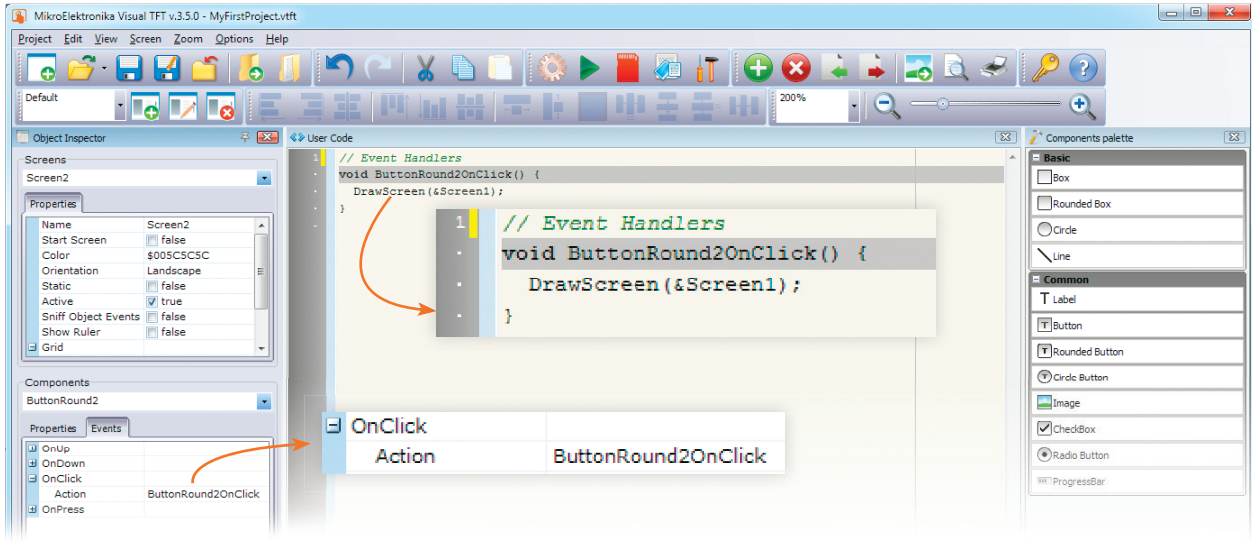 MikroElektronika Visual TFT v.3.5.0 - MyFirstProject.vtft
Project Edit View Screen Zoom Options Help
Default
200%
Object Inspector
Screens
Screen2
Properties
Name Screen2
Start Screen false
Color $005C5C5C
Orientation Landscape
Static false
Active true
Sniff Object Events false
Show Ruler false
Grid
Components
ButtonRound2
Properties Events
OnUp
OnDown
OnClick
Action ButtonRound2OnClick
OnPress
User Code
1 // Event Handlers
void ButtonRound2OnClick() {
DrawScreen(&Screen1);
}
1 // Event Handlers
void ButtonRound2OnClick() {
DrawScreen(&Screen1);
}
OnClick
Action ButtonRound2OnClick
Components palette
Basic
Box
Rounded Box
Circle
Line
Common
T Label
T Button
T Rounded Button
T Circle Button
Image
CheckBox
Radio Button
ProgressBar